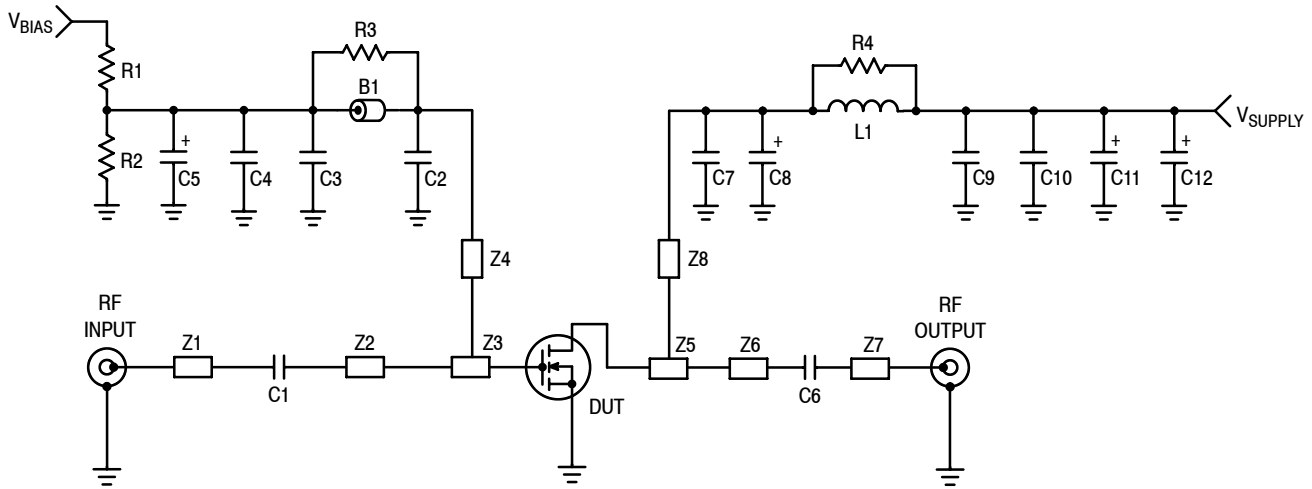 VBIAS
R1
R2
C5
+
C4
C3
R3
B1
C2
Z4
R4
L1
C7
C8
+
C9
C10
C11
+
C12
+
VSUPPLY
Z8
RF
INPUT
Z1
C1
Z2
Z3
DUT
Z5
Z6
C6
Z7
RF
OUTPUT